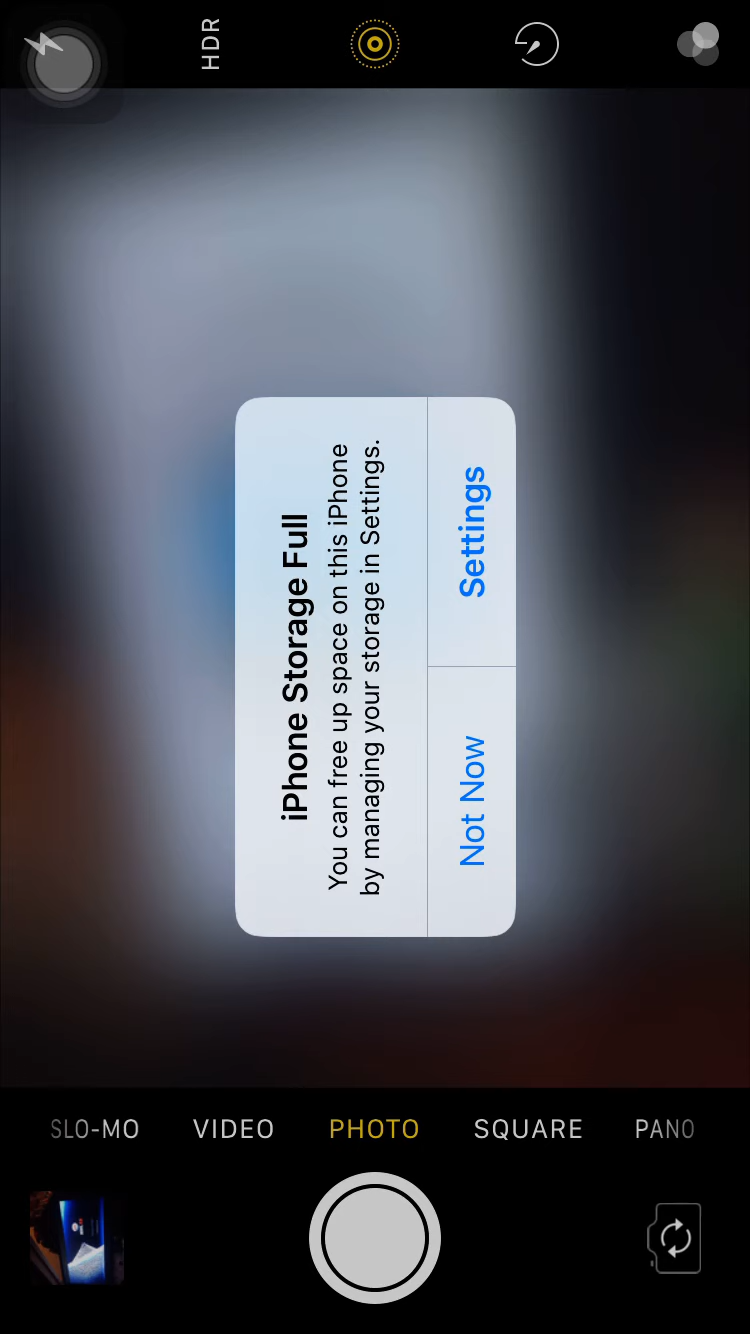 HDR
iPhone Storage Full
You can free up space on this iPhone
by managing your storage in Settings.
Not Now
Settings
SLO-MO
VIDEO
PHOTO
SQUARE
PANO